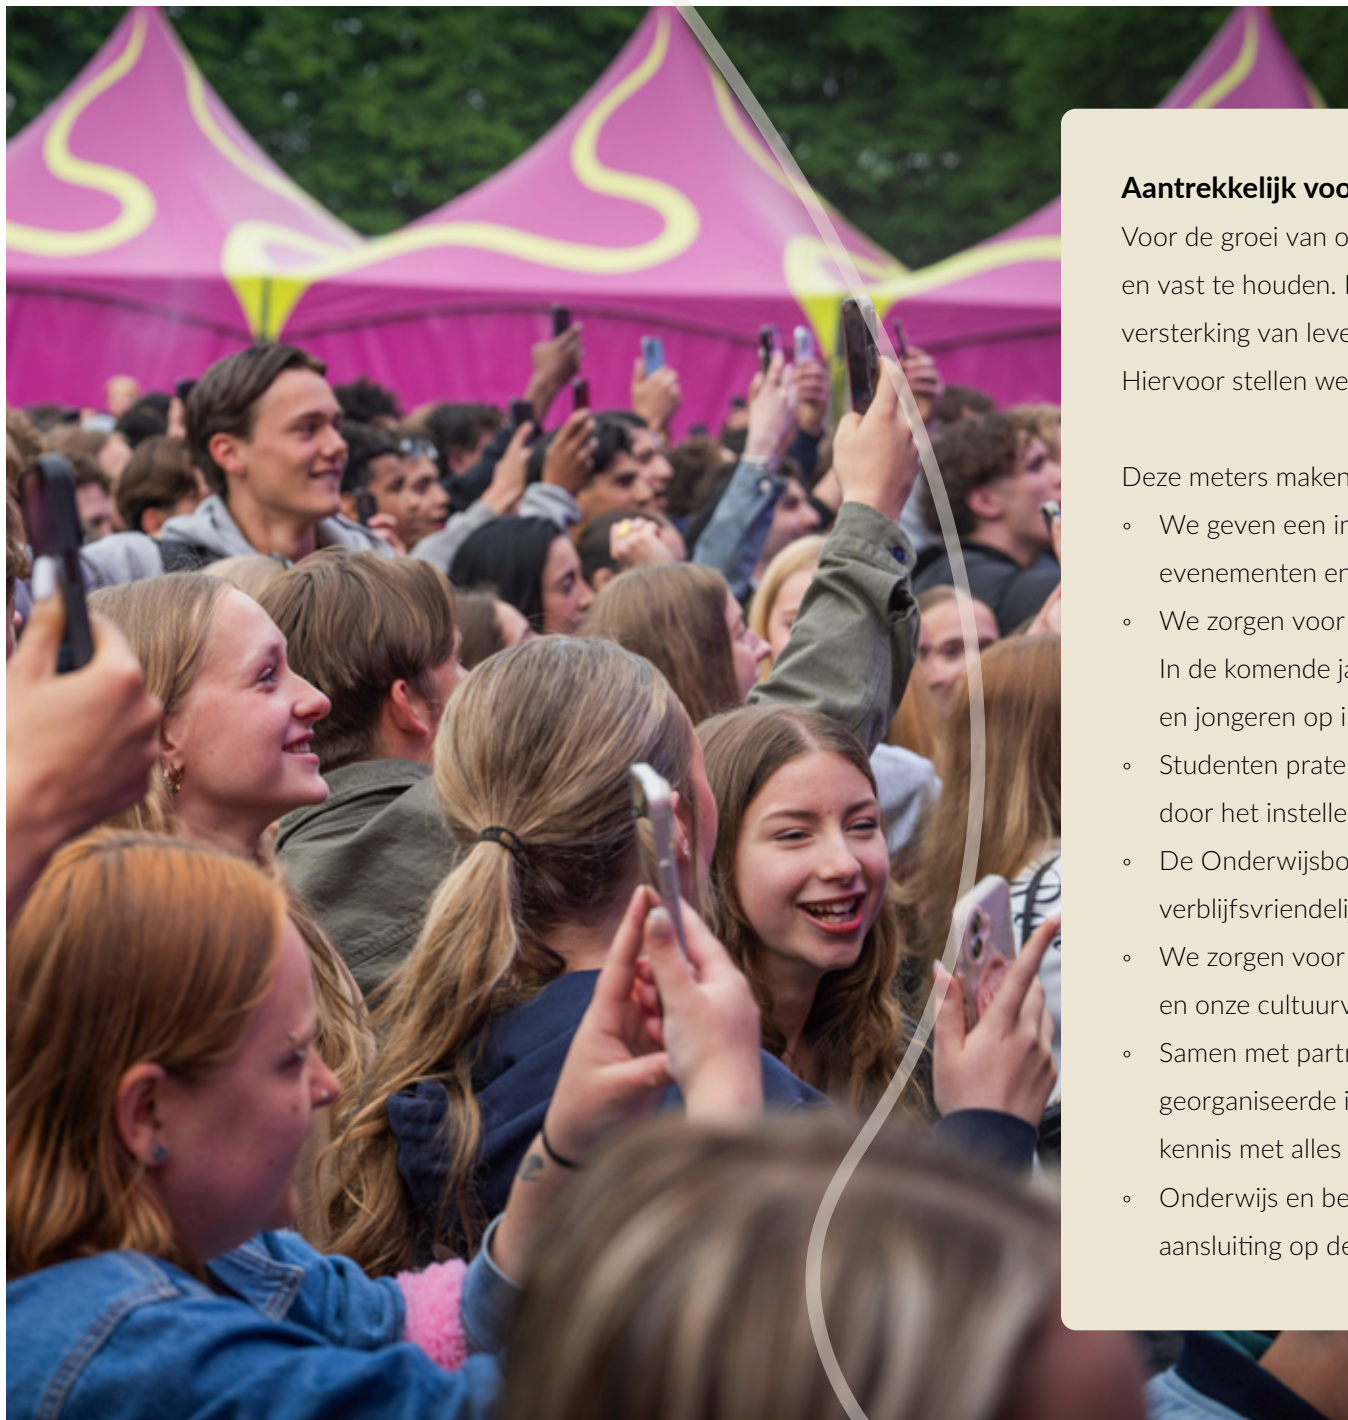 Aantrekkelijk voo
Voor de groei van o
en vast te houden.
versterking van leve
Hiervoor stellen we
Deze meters maken
◦ We geven een i
evenementen en
◦ We zorgen voor
In de komende ja
en jongeren op i
◦ Studenten prate
door het instelle
◦ De Onderwijsbo
verblijfsvriendeli
◦ We zorgen voor
en onze cultuurv
◦ Samen met partn
georganiseerde i
kennis met alles
◦ Onderwijs en be
aansluiting op de